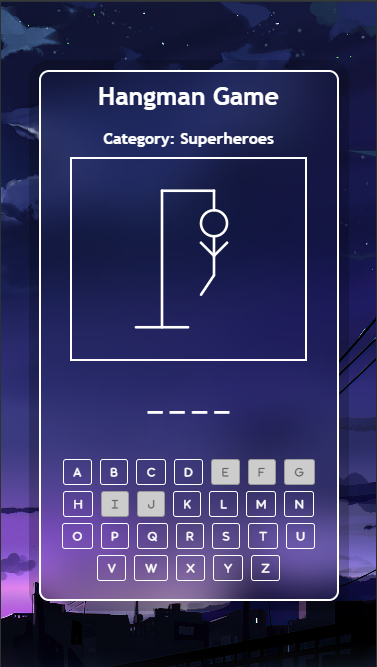 Hangman Game
Category: Superheroes
_ _ _ _
A B C D E F G
H I J K L M N
O P Q R S T U
V W X Y Z